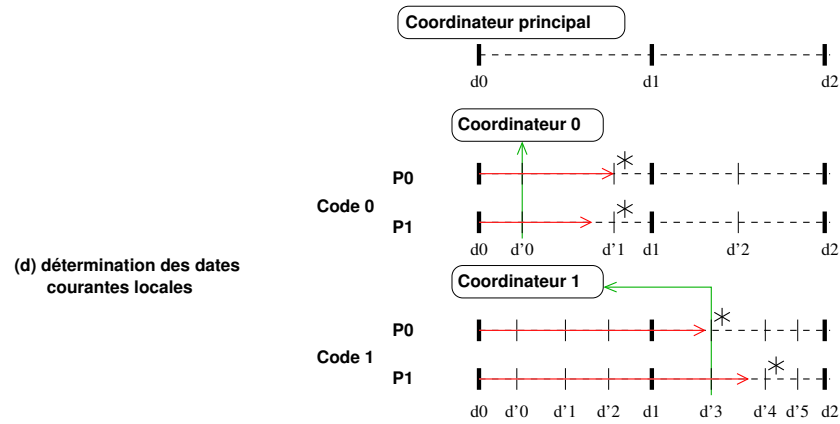 Coordinateur principal
d0 d1 d2
Coordinateur 0
P0
Code 0
P1
d0 d'0 d'1 d1 d'2 d2
(d) détermination des dates
courantes locales
Coordinateur 1
P0
Code 1
P1
d0 d'0 d'1 d'2 d1 d'3 d'4 d'5 d2